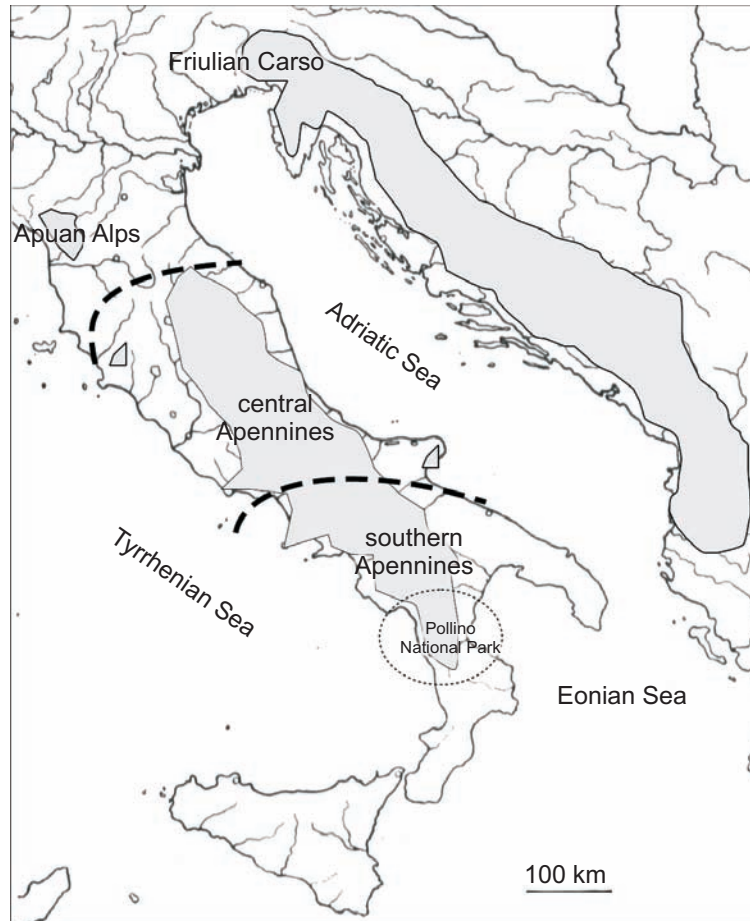 Friulian Carso
Apuan Alps
Adriatic Sea
central
Apennines
southern
Apennines
Tyrrhenian Sea
Pollino
National Park
Eonian Sea
100 km